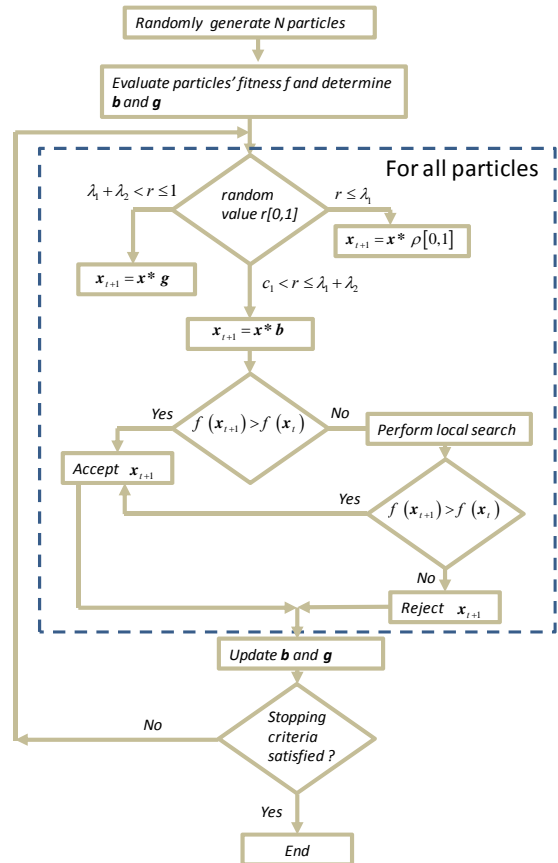 Randomly generate N particles
Evaluate particles’ fitness f and determine
b and g
For all particles
λ₁ + λ₂ < r ≤ 1
random
value r[0,1]
r ≤ λ₁
xₜ₊₁ = x* ρ[0,1]
xₜ₊₁ = x* g
c₁ < r ≤ λ₁ + λ₂
xₜ₊₁ = x* b
Yes
f (xₜ₊₁) > f (xₜ)
No
Perform local search
Accept xₜ₊₁
Yes
f (xₜ₊₁) > f (xₜ)
No
Reject xₜ₊₁
Update b and g
No
Stopping
criteria
satisfied ?
Yes
End